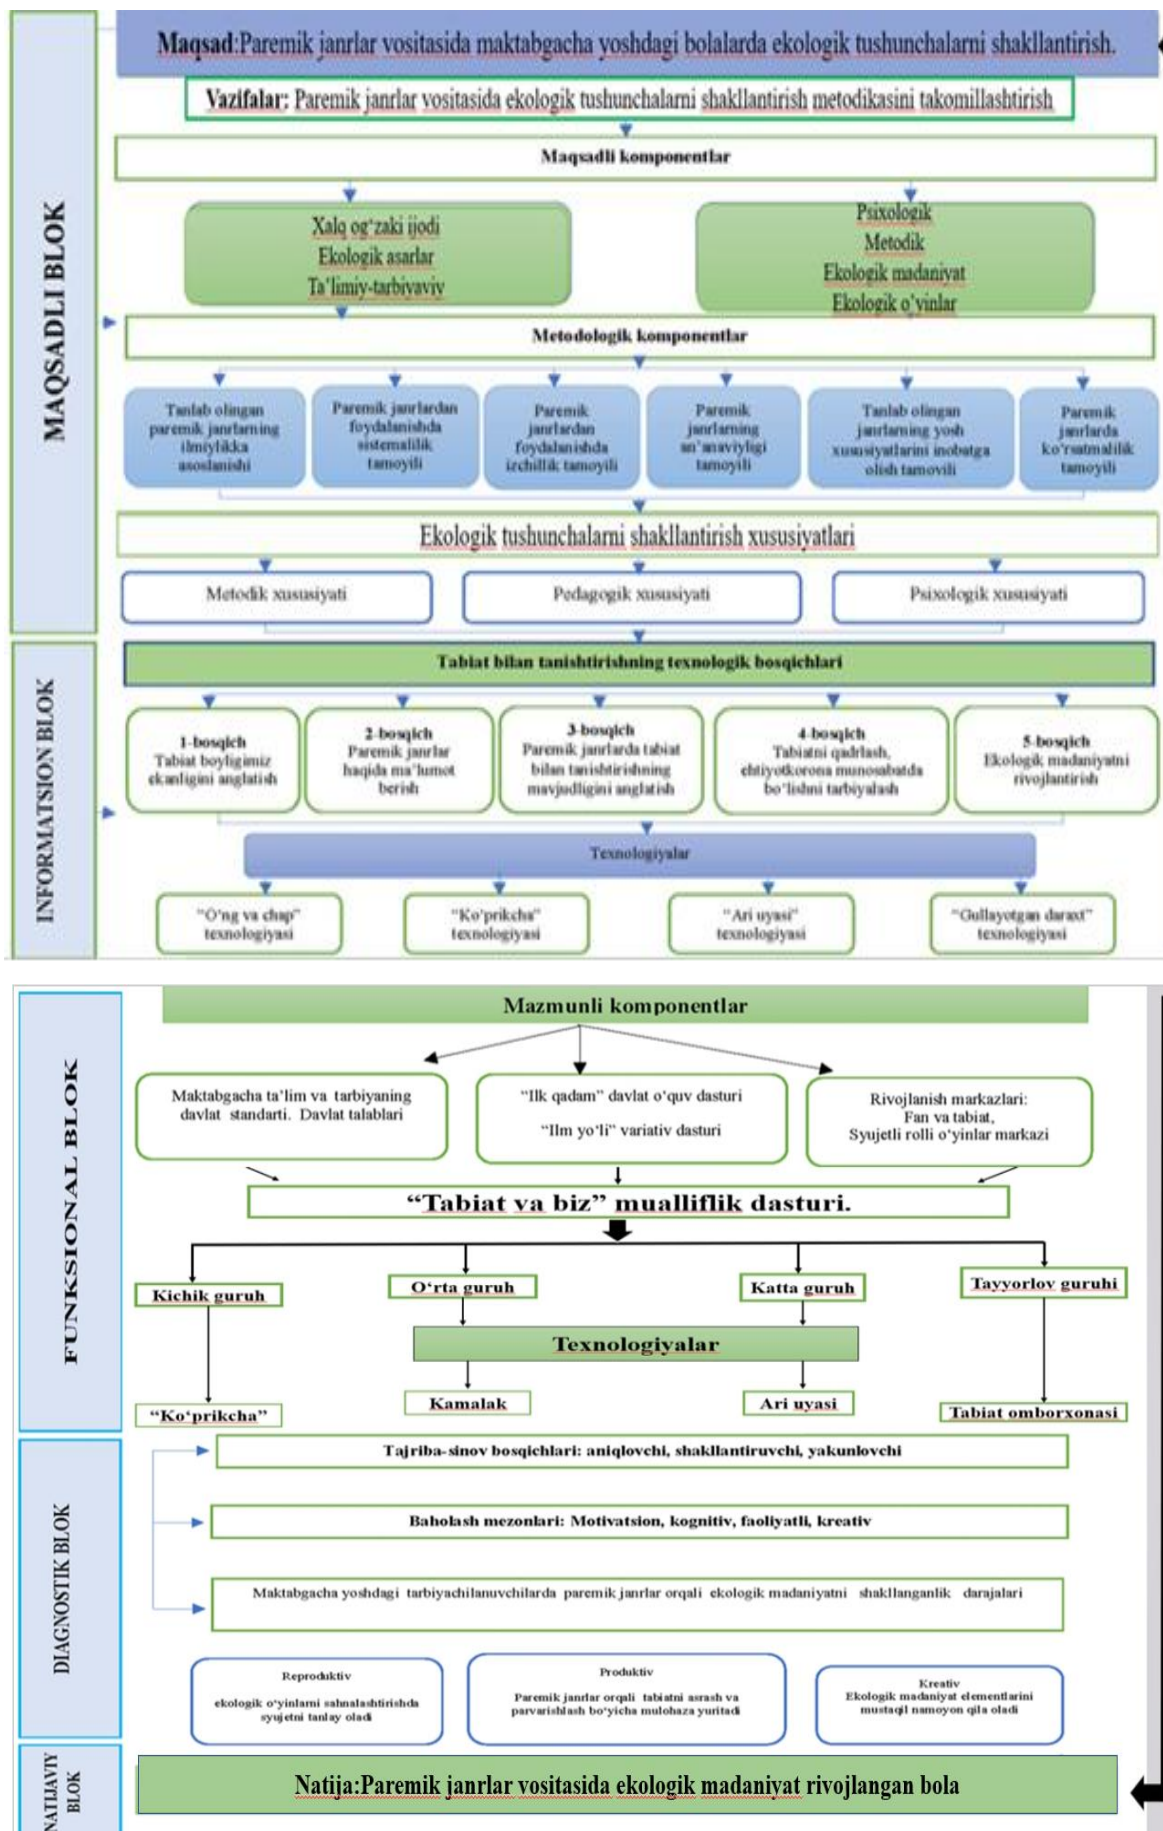 MAQSADLI BLOK
Maqsad:Paremik janrlar vositasida maktabgacha yoshdagi bolalarda ekologik tushunchalarni shakllantirish.
Vazifalar: Paremik janrlar vositasida ekologik tushunchalarni shakllantirish metodikasini takomillashtirish
Maqsadli komponentlar
Xalq og‘zaki ijodi
Ekologik asarlar
Ta’limiy-tarbiyaviy
Psixologik
Metodik
Ekologik madaniyat
Ekologik o‘yinlar
Metodologik komponentlar
Tanlab olingan
paremik janrlarning
ilmiylikka
asoslanishi
Paremik janrlardan
foydalanishda
sistemalilik
tamoyili
Paremik
janrlardan
foydalanishda
izchillik tamoyili
Paremik
janrlarning
an’anaviyligi
tamoyili
Tanlab olingan
janrlarning yosh
xususiyatlarini inobatga
olish tamoyili
Paremik
janrlarda
ko‘rsatmalilik
tamoyili
Ekologik tushunchalarni shakllantirish xususiyatlari
Metodik xususiyati
Pedagogik xususiyati
Psixologik xususiyati
INFORMATSION BLOK
Tabiat bilan tanishtirishning texnologik bosqichlari
1-bosqich
Tabiat boyligimiz
ekanligini anglatish
2-bosqich
Paremik janrlar
haqida ma’lumot
berish
3-bosqich
Paremik janrlarda tabiat
bilan tanishtirishning
mavjudligini anglatish
4-bosqich
Tabiatni qadrlash,
ehtiyotkorona munosabatda
bo‘lishni tarbiyalash
5-bosqich
Ekologik madaniyatni
rivojlantirish
Texnologiyalar
“O‘ng va chap”
texnologiyasi
“Ko‘prikcha”
texnologiyasi
“Ari uyasi”
texnologiyasi
“Gullayotgan daraxt”
texnologiyasi
FUNKSIONAL BLOK
Mazmunli komponentlar
Maktabgacha ta’lim va tarbiyaning
davlat standarti. Davlat talablari
“Ilk qadam” davlat o‘quv dasturi
“Ilm yo‘li” variativ dasturi
Rivojlanish markazlari:
Fan va tabiat,
Syujetli rolli o‘yinlar markazi
“Tabiat va biz” mualliflik dasturi.
Kichik guruh
O‘rta guruh
Katta guruh
Tayyorlov guruhi
Texnologiyalar
“Ko‘prikcha”
Kamalak
Ari uyasi
Tabiat omborxonasi
DIAGNOSTIK BLOK
Tajriba-sinov bosqichlari: aniqlovchi, shakllantiruvchi, yakunlovchi
Baholash mezonlari: Motivatsion, kognitiv, faoliyatli, kreativ
Maktabgacha yoshdagi tarbiyachilanuvchilarda paremik janrlar orqali ekologik madaniyatni shakllanganlik darajalari
Reproduktiv
ekologik o‘yinlarni sahnalashtirishda
syujetni tanlay oladi
Produktiv
Paremik janrlar orqali tabiatni asrash va
parvarishlash bo‘yicha mulohaza yuritadi
Kreativ
Ekologik madaniyat elementlarini
mustaqil namoyon qila oladi
NATIJAVIY
BLOK
Natija:Paremik janrlar vositasida ekologik madaniyat rivojlangan bola